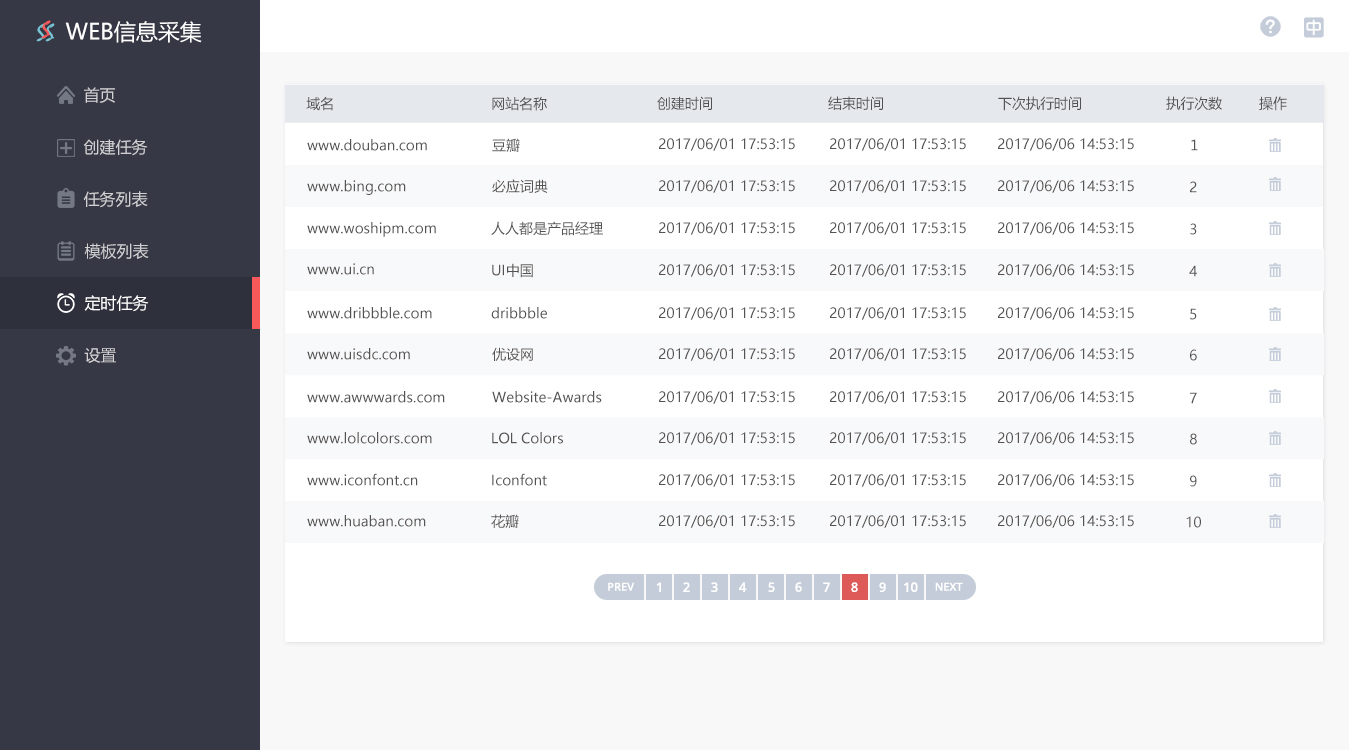 WEB信息采集
中
首页
创建任务
任务列表
模板列表
定时任务
设置
域名 网站名称 创建时间 结束时间 下次执行时间 执行次数 操作
www.douban.com 豆瓣 2017/06/01 17:53:15 2017/06/01 17:53:15 2017/06/06 14:53:15 1
www.bing.com 必应词典 2017/06/01 17:53:15 2017/06/01 17:53:15 2017/06/06 14:53:15 2
www.woshipm.com 人人都是产品经理 2017/06/01 17:53:15 2017/06/01 17:53:15 2017/06/06 14:53:15 3
www.ui.cn UI中国 2017/06/01 17:53:15 2017/06/01 17:53:15 2017/06/06 14:53:15 4
www.dribbble.com dribbble 2017/06/01 17:53:15 2017/06/01 17:53:15 2017/06/06 14:53:15 5
www.uisdc.com 优设网 2017/06/01 17:53:15 2017/06/01 17:53:15 2017/06/06 14:53:15 6
www.awwwards.com Website-Awards 2017/06/01 17:53:15 2017/06/01 17:53:15 2017/06/06 14:53:15 7
www.lolcolors.com LOL Colors 2017/06/01 17:53:15 2017/06/01 17:53:15 2017/06/06 14:53:15 8
www.iconfont.cn Iconfont 2017/06/01 17:53:15 2017/06/01 17:53:15 2017/06/06 14:53:15 9
www.huaban.com 花瓣 2017/06/01 17:53:15 2017/06/01 17:53:15 2017/06/06 14:53:15 10
PREV 1 2 3 4 5 6 7 8 9 10 NEXT